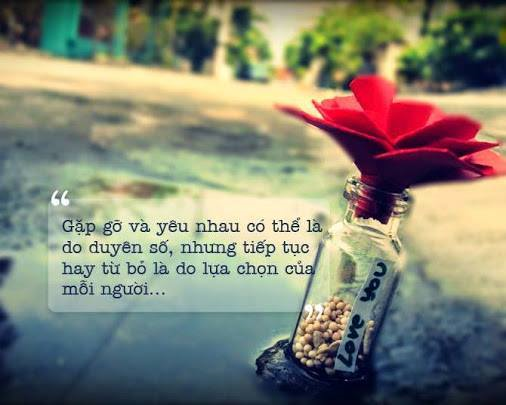 “
Gặp gỡ và yêu nhau có thể là
do duyên số, nhưng tiếp tục
hay từ bỏ là do lựa chọn của
mỗi người...
”
Love you